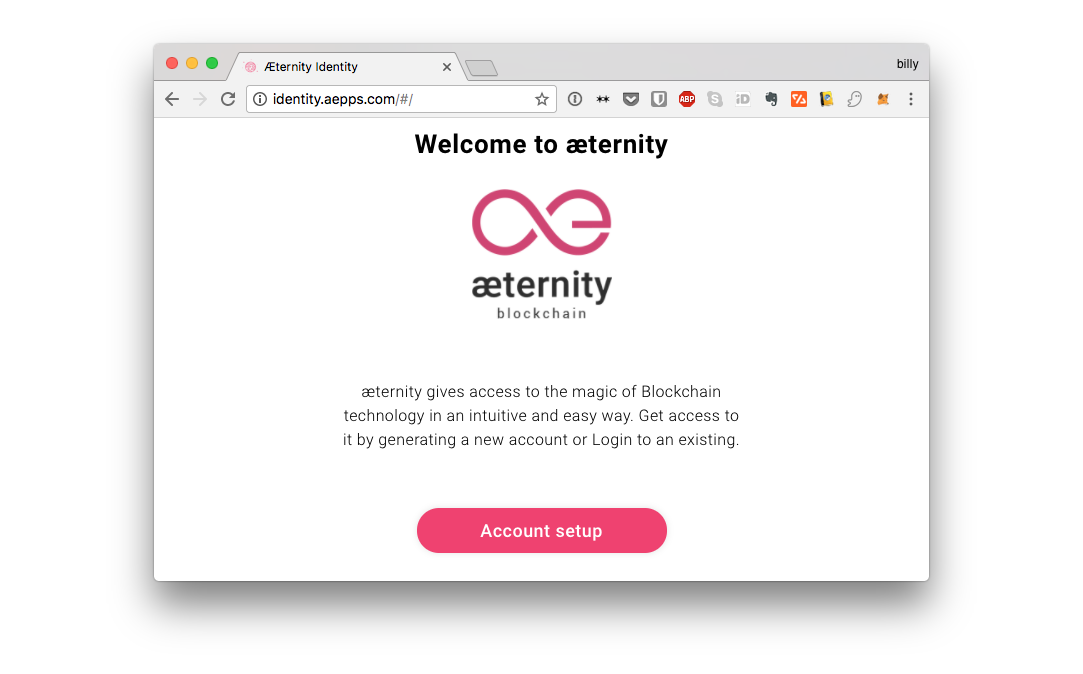 Æternity Identity
billy
identity.aepps.com/#/
ABP
iD
Welcome to æternity
æternity
blockchain
æternity gives access to the magic of Blockchain
technology in an intuitive and easy way. Get access to
it by generating a new account or Login to an existing.
Account setup